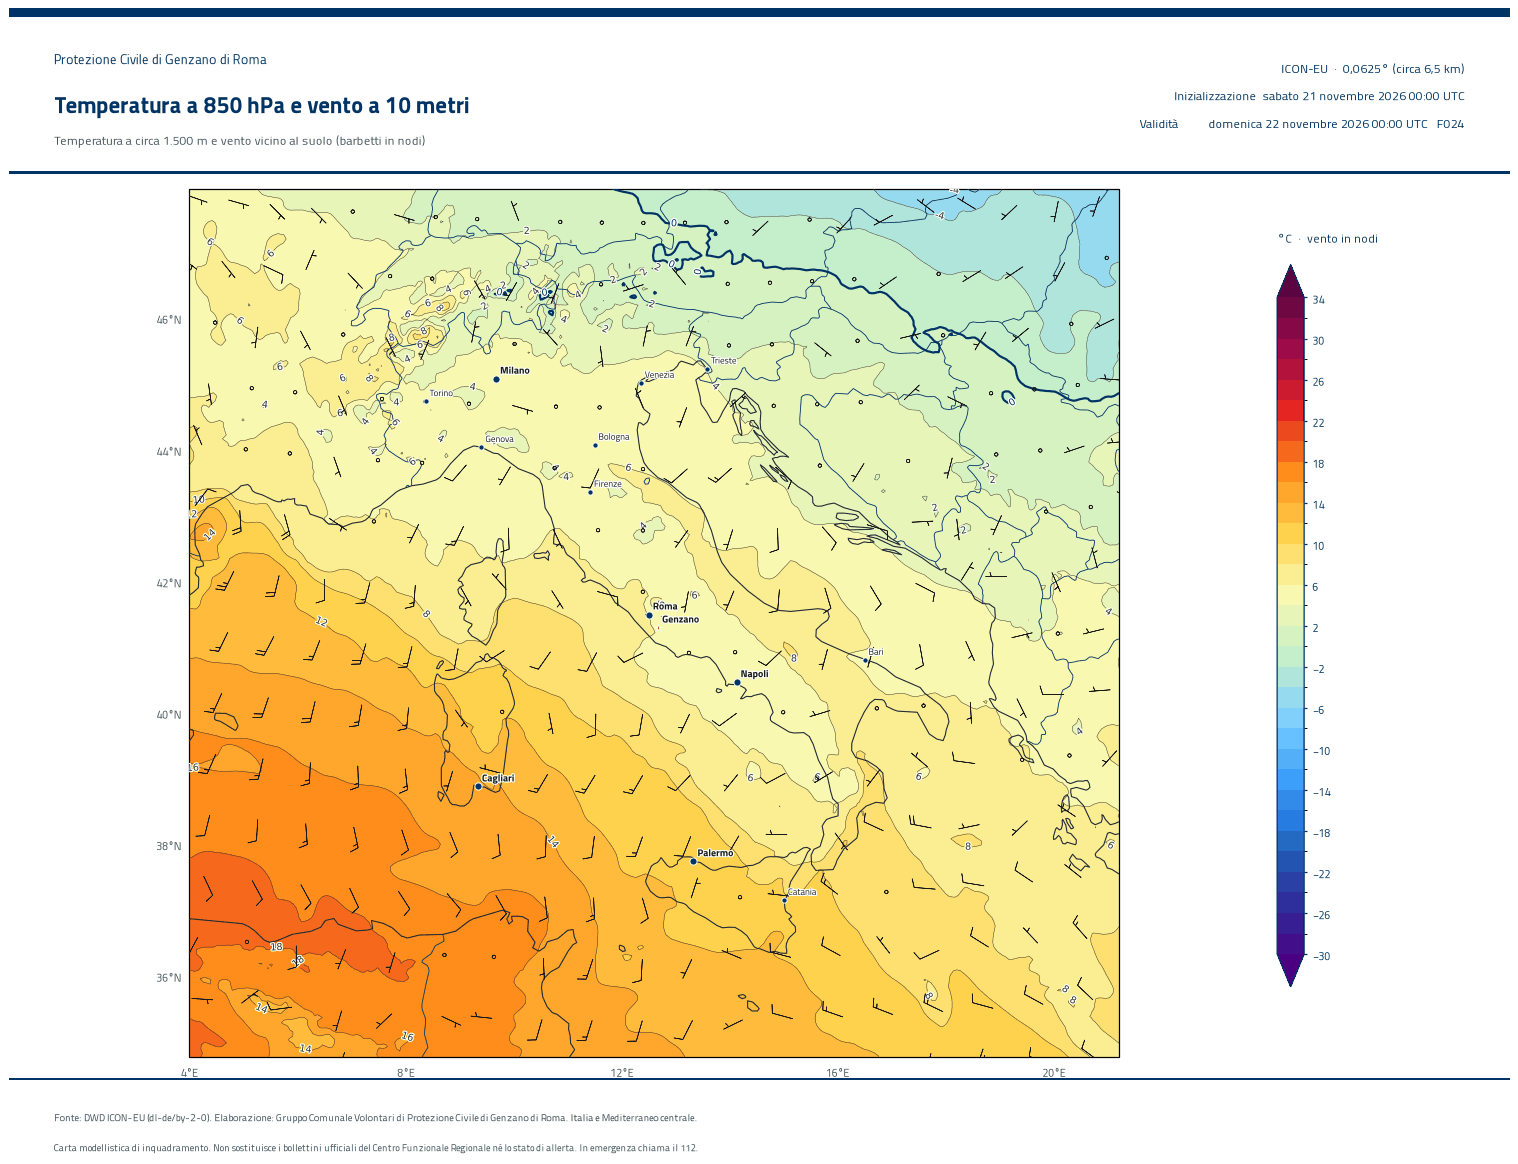 Protezione Civile di Genzano di Roma
Temperatura a 850 hPa e vento a 10 metri
Temperatura a circa 1.500 m e vento vicino al suolo (barbetti in nodi)
ICON-EU · 0,0625° (circa 6,5 km)
Inizializzazione sabato 21 novembre 2026 00:00 UTC
Validità domenica 22 novembre 2026 00:00 UTC F024
°C · vento in nodi
34
30
26
22
18
14
10
6
2
−2
−6
−10
−14
−18
−22
−26
−30
46°N
44°N
42°N
40°N
38°N
36°N
4°E
8°E
12°E
16°E
20°E
Milano
Torino
Venezia
Trieste
Genova
Bologna
Firenze
Roma
Genzano
Napoli
Bari
Cagliari
Palermo
Catania
Fonte: DWD ICON-EU (dl-de/by-2-0). Elaborazione: Gruppo Comunale Volontari di Protezione Civile di Genzano di Roma. Italia e Mediterraneo centrale.
Carta modellistica di inquadramento. Non sostituisce i bollettini ufficiali del Centro Funzionale Regionale né lo stato di allerta. In emergenza chiama il 112.